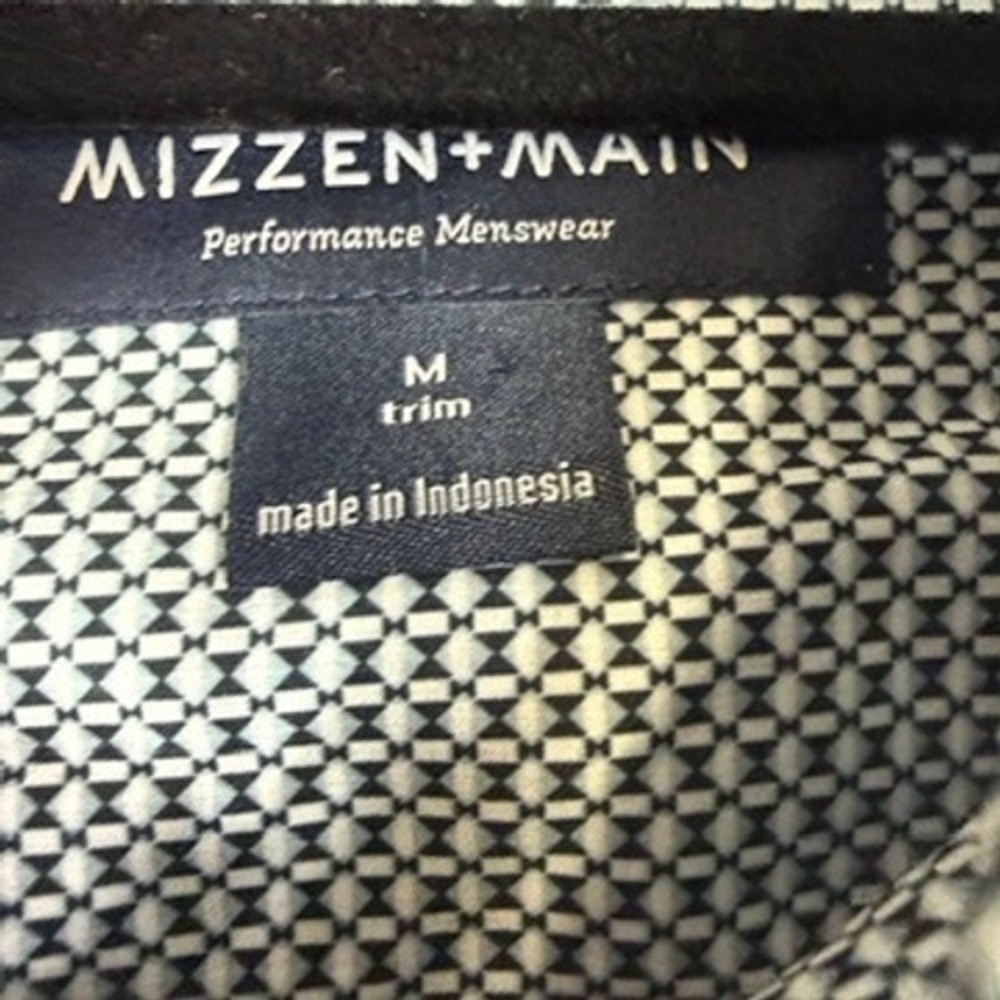 MIZZEN+MAIN
Performance Menswear
M
trim
made in Indonesia